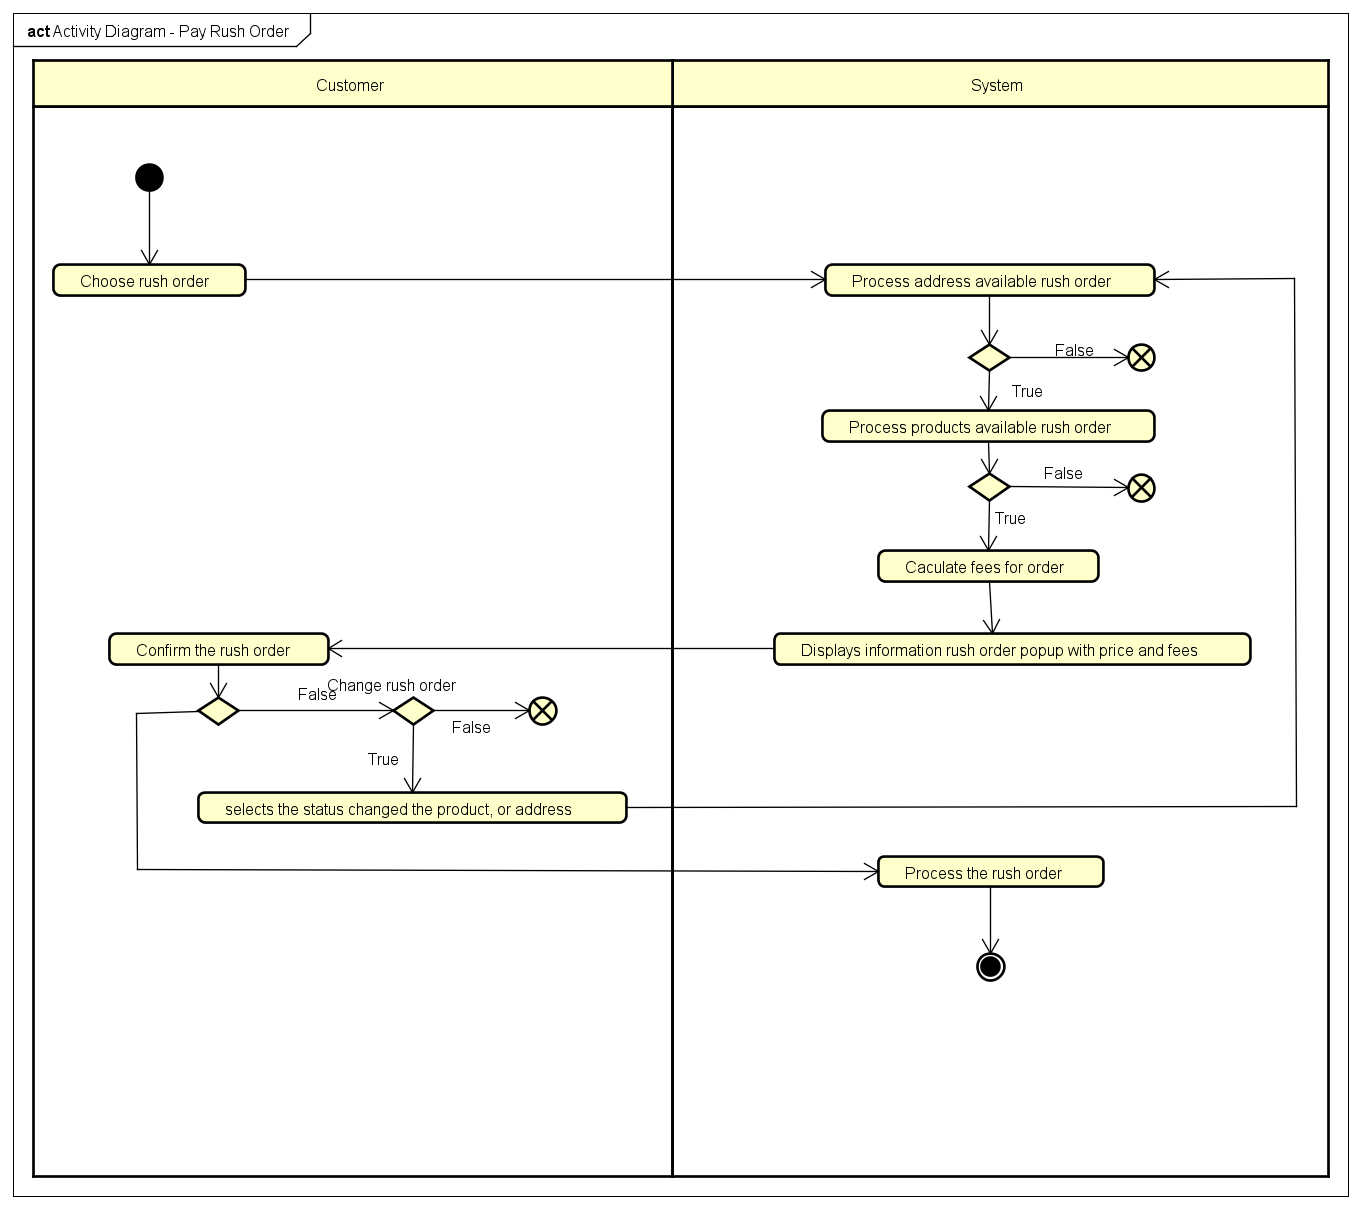 act Activity Diagram - Pay Rush Order
Customer
System
Choose rush order
Process address available rush order
False
True
Process products available rush order
False
True
Caculate fees for order
Confirm the rush order
Displays information rush order popup with price and fees
Change rush order
False
False
True
selects the status changed the product, or address
Process the rush order